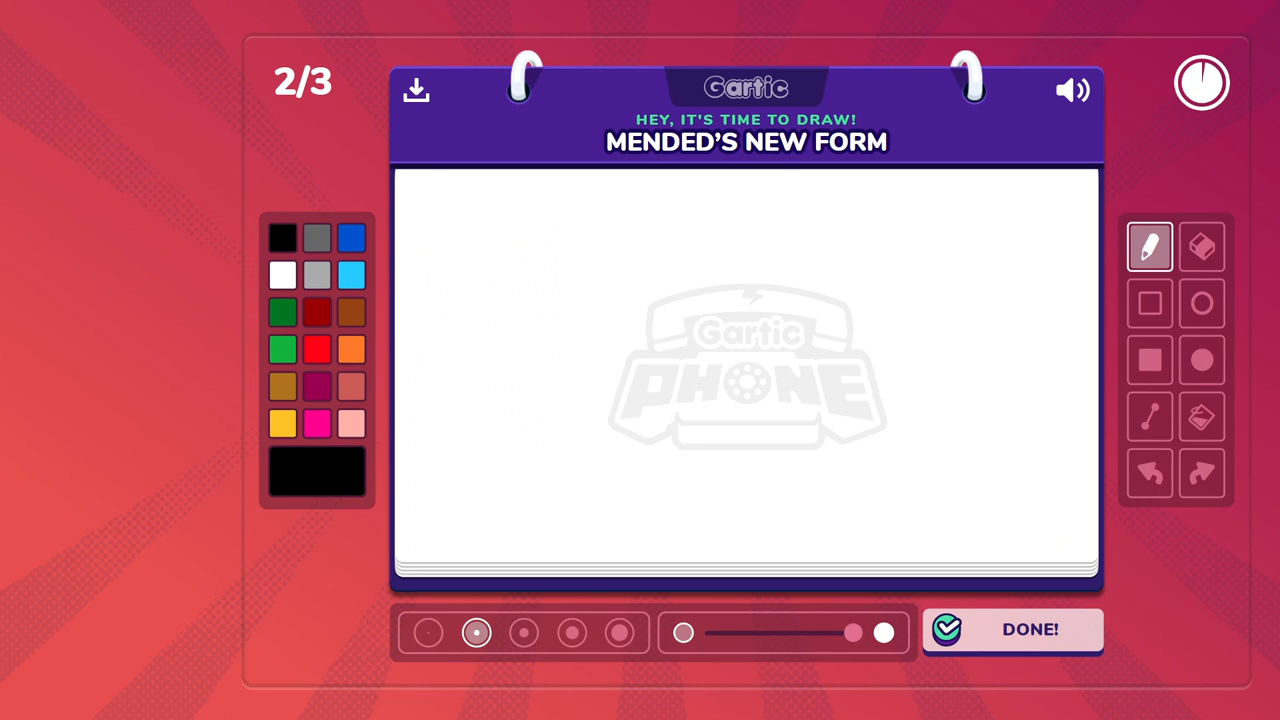 2/3
Gartic
HEY, IT'S TIME TO DRAW!
MENDED'S NEW FORM
Gartic
PHONE
DONE!